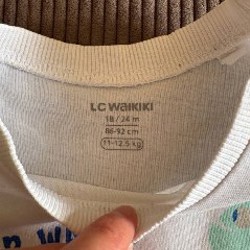 LC WAIKIKI
18 / 24 m
86-92 cm
11-12.5 kg